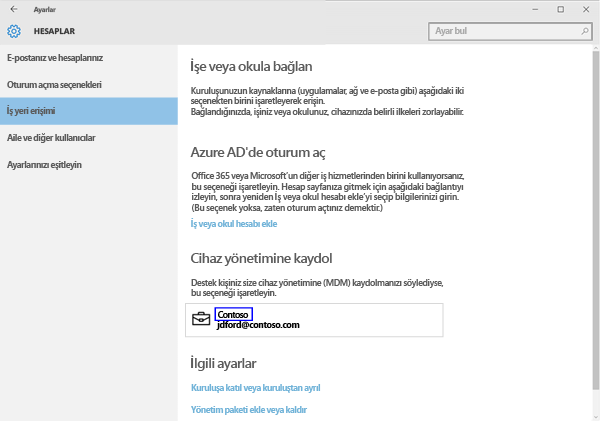 Ayarlar
HESAPLAR
Ayar bul
E-postanız ve hesaplarınız
Oturum açma seçenekleri
İş yeri erişimi
Aile ve diğer kullanıcılar
Ayarlarınızı eşitleyin
İşe veya okula bağlan
Kuruluşunuzun kaynaklarına (uygulamalar, ağ ve e-posta gibi) aşağıdaki iki
seçenekten birini işaretleyerek erişin.
Bağlandığınızda, işiniz veya okulunuz, cihazınızda belirli ilkeleri zorlayabilir.
Azure AD'de oturum aç
Office 365 veya Microsoft'un diğer iş hizmetlerinden birini kullanıyorsanız,
bu seçeneği işaretleyin. Hesap sayfanıza gitmek için aşağıdaki bağlantıyı
izleyin, sonra yeniden İş veya okul hesabı ekle'yi seçip bilgilerinizi girin.
(Bu seçenek yoksa, zaten oturum açtınız demektir.)
İş veya okul hesabı ekle
Cihaz yönetimine kaydol
Destek kişiniz size cihaz yönetimine (MDM) kaydolmanızı söylediyse,
bu seçeneği işaretleyin.
Contoso
jdford@contoso.com
İlgili ayarlar
Kuruluşa katıl veya kuruluştan ayrıl
Yönetim paketi ekle veya kaldır